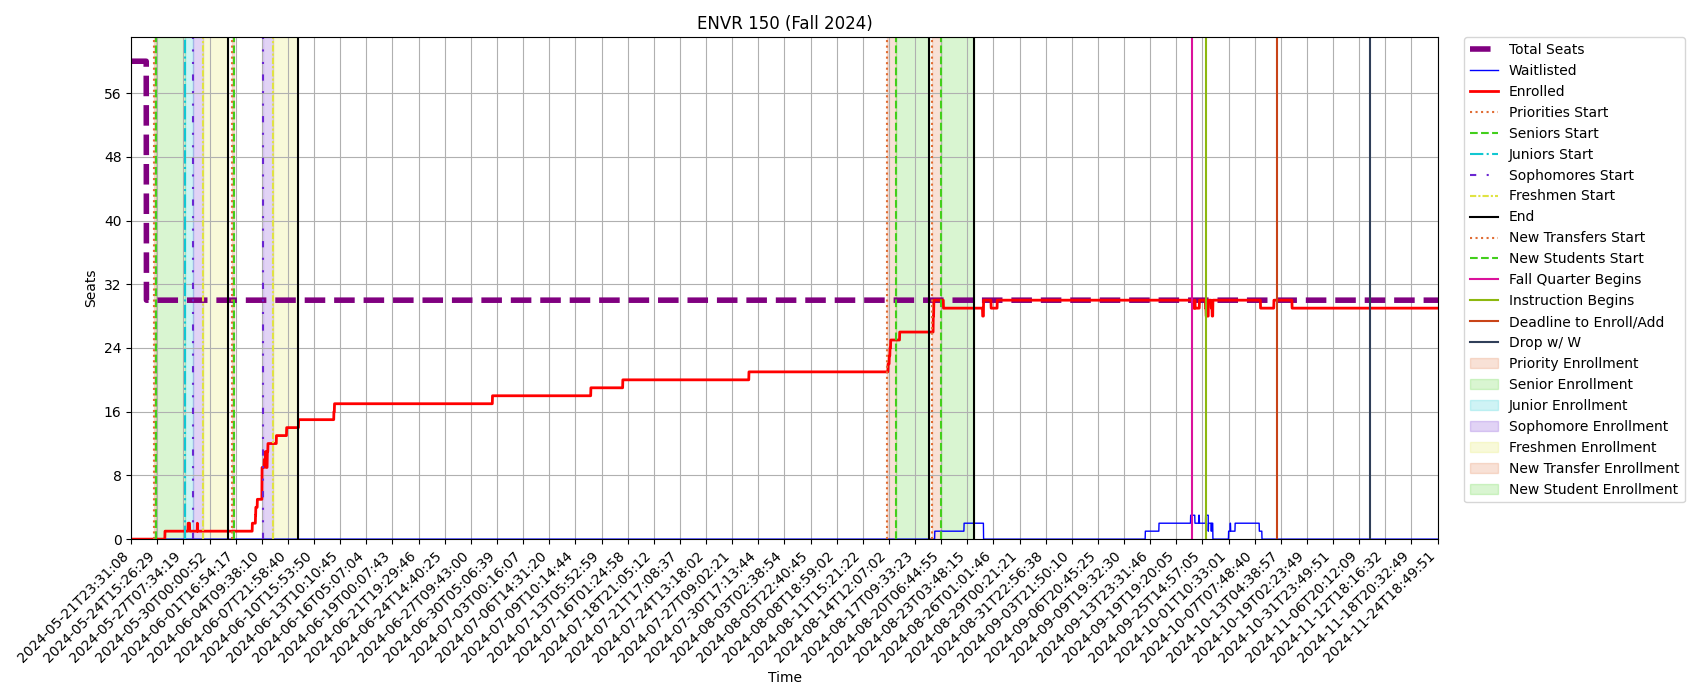 ENVR 150 (Fall 2024)
Seats
56
48
40
32
24
16
8
0
2024-05-21T23:31:08
2024-05-24T15:26:29
2024-05-27T07:34:19
2024-05-30T00:00:52
2024-06-01T16:54:17
2024-06-04T09:38:10
2024-06-07T21:58:40
2024-06-10T15:53:50
2024-06-13T10:10:45
2024-06-16T05:07:04
2024-06-19T00:07:43
2024-06-21T19:29:46
2024-06-24T14:40:25
2024-06-27T09:43:00
2024-06-30T05:06:39
2024-07-03T00:16:07
2024-07-06T14:31:20
2024-07-09T10:14:44
2024-07-13T05:52:59
2024-07-16T01:24:58
2024-07-18T21:05:12
2024-07-21T17:08:37
2024-07-24T13:18:02
2024-07-27T09:02:21
2024-07-30T17:13:44
2024-08-03T02:38:54
2024-08-05T22:40:45
2024-08-08T18:59:02
2024-08-11T15:21:22
2024-08-14T12:07:02
2024-08-17T09:33:23
2024-08-20T06:44:55
2024-08-23T03:48:15
2024-08-26T01:01:46
2024-08-29T00:21:21
2024-08-31T22:56:38
2024-09-03T21:50:10
2024-09-06T20:45:25
2024-09-09T19:32:30
2024-09-13T23:31:46
2024-09-19T19:20:05
2024-09-25T14:57:05
2024-10-01T10:33:01
2024-10-07T07:48:40
2024-10-13T04:38:57
2024-10-19T02:23:49
2024-10-31T23:49:51
2024-11-06T20:12:09
2024-11-12T18:16:32
2024-11-18T20:32:49
2024-11-24T18:49:51
Time
Total Seats
Waitlisted
Enrolled
Priorities Start
Seniors Start
Juniors Start
Sophomores Start
Freshmen Start
End
New Transfers Start
New Students Start
Fall Quarter Begins
Instruction Begins
Deadline to Enroll/Add
Drop w/ W
Priority Enrollment
Senior Enrollment
Junior Enrollment
Sophomore Enrollment
Freshmen Enrollment
New Transfer Enrollment
New Student Enrollment